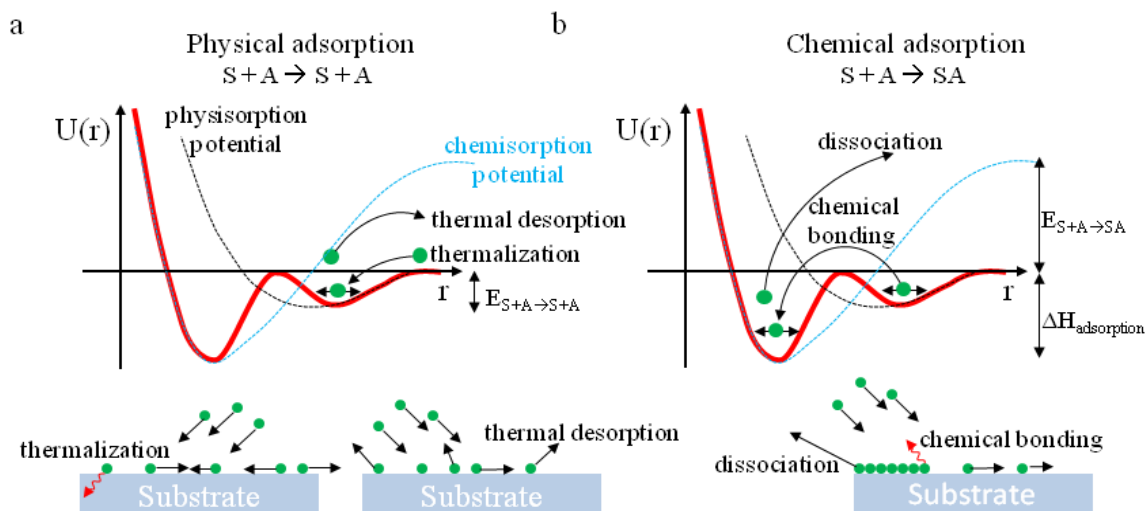 a
Physical adsorption
S + A → S + A
U(r)
physisorption
potential
chemisorption
potential
thermal desorption
thermalization
r
E S+A→S+A
thermalization
thermal desorption
Substrate
Substrate
b
Chemical adsorption
S + A → SA
U(r)
dissociation
chemical
bonding
E S+A→SA
r
ΔH adsorption
chemical bonding
dissociation
Substrate